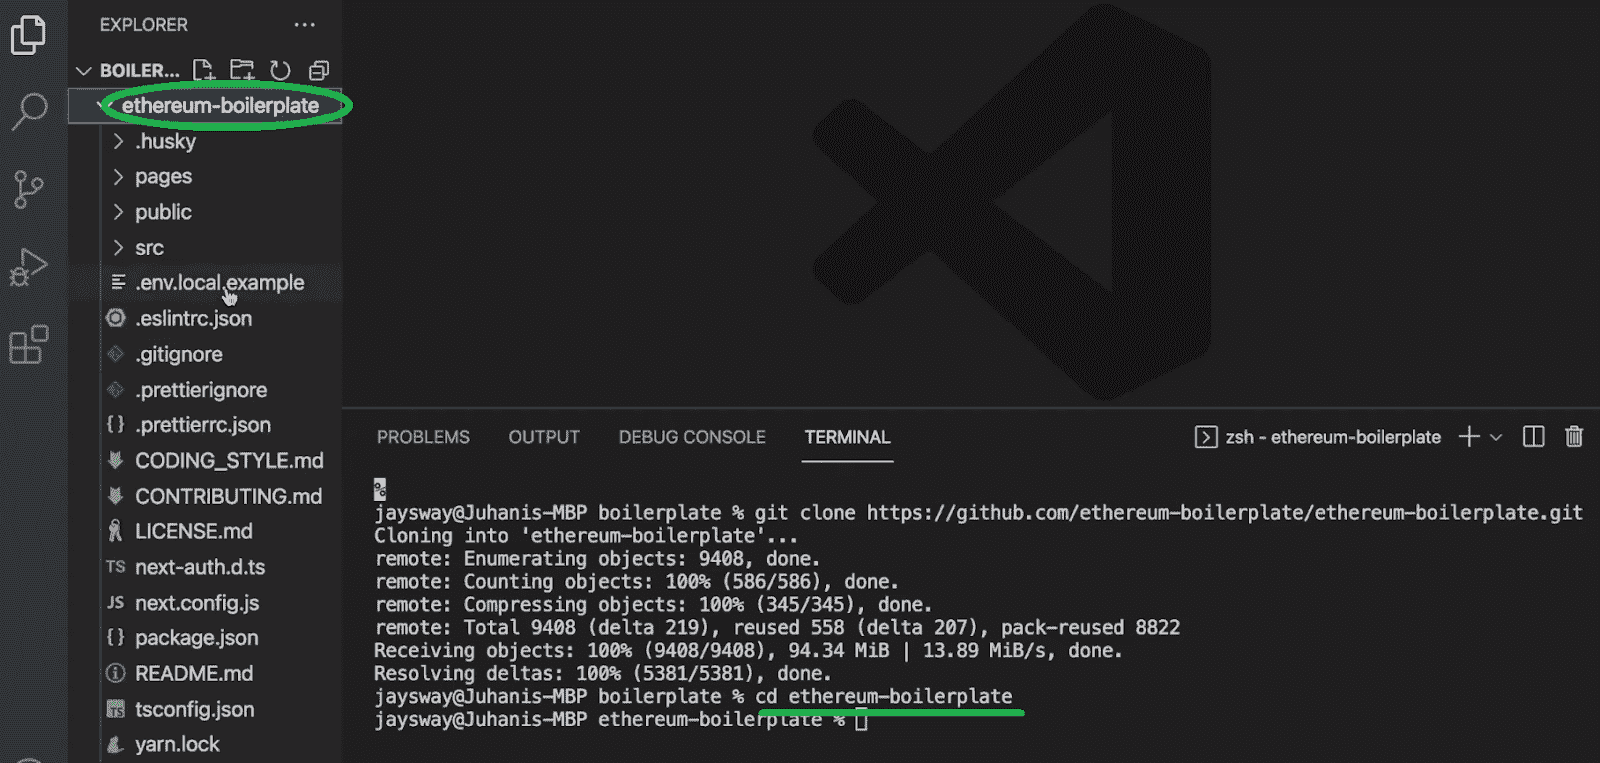 EXPLORER
BOILER...
ethereum-boilerplate
.husky
pages
public
src
.env.local.example
.eslintrc.json
.gitignore
.prettierignore
{} .prettierrc.json
CODING_STYLE.md
CONTRIBUTING.md
LICENSE.md
TS next-auth.d.ts
JS next.config.js
{} package.json
README.md
TS tsconfig.json
yarn.lock
PROBLEMS OUTPUT DEBUG CONSOLE TERMINAL zsh - ethereum-boilerplate
%
jaysway@Juhanis-MBP boilerplate % git clone https://github.com/ethereum-boilerplate/ethereum-boilerplate.git
Cloning into 'ethereum-boilerplate'...
remote: Enumerating objects: 9408, done.
remote: Counting objects: 100% (586/586), done.
remote: Compressing objects: 100% (345/345), done.
remote: Total 9408 (delta 219), reused 558 (delta 207), pack-reused 8822
Receiving objects: 100% (9408/9408), 94.34 MiB | 13.89 MiB/s, done.
Resolving deltas: 100% (5381/5381), done.
jaysway@Juhanis-MBP boilerplate % cd ethereum-boilerplate
jaysway@Juhanis-MBP ethereum-boilerplate %